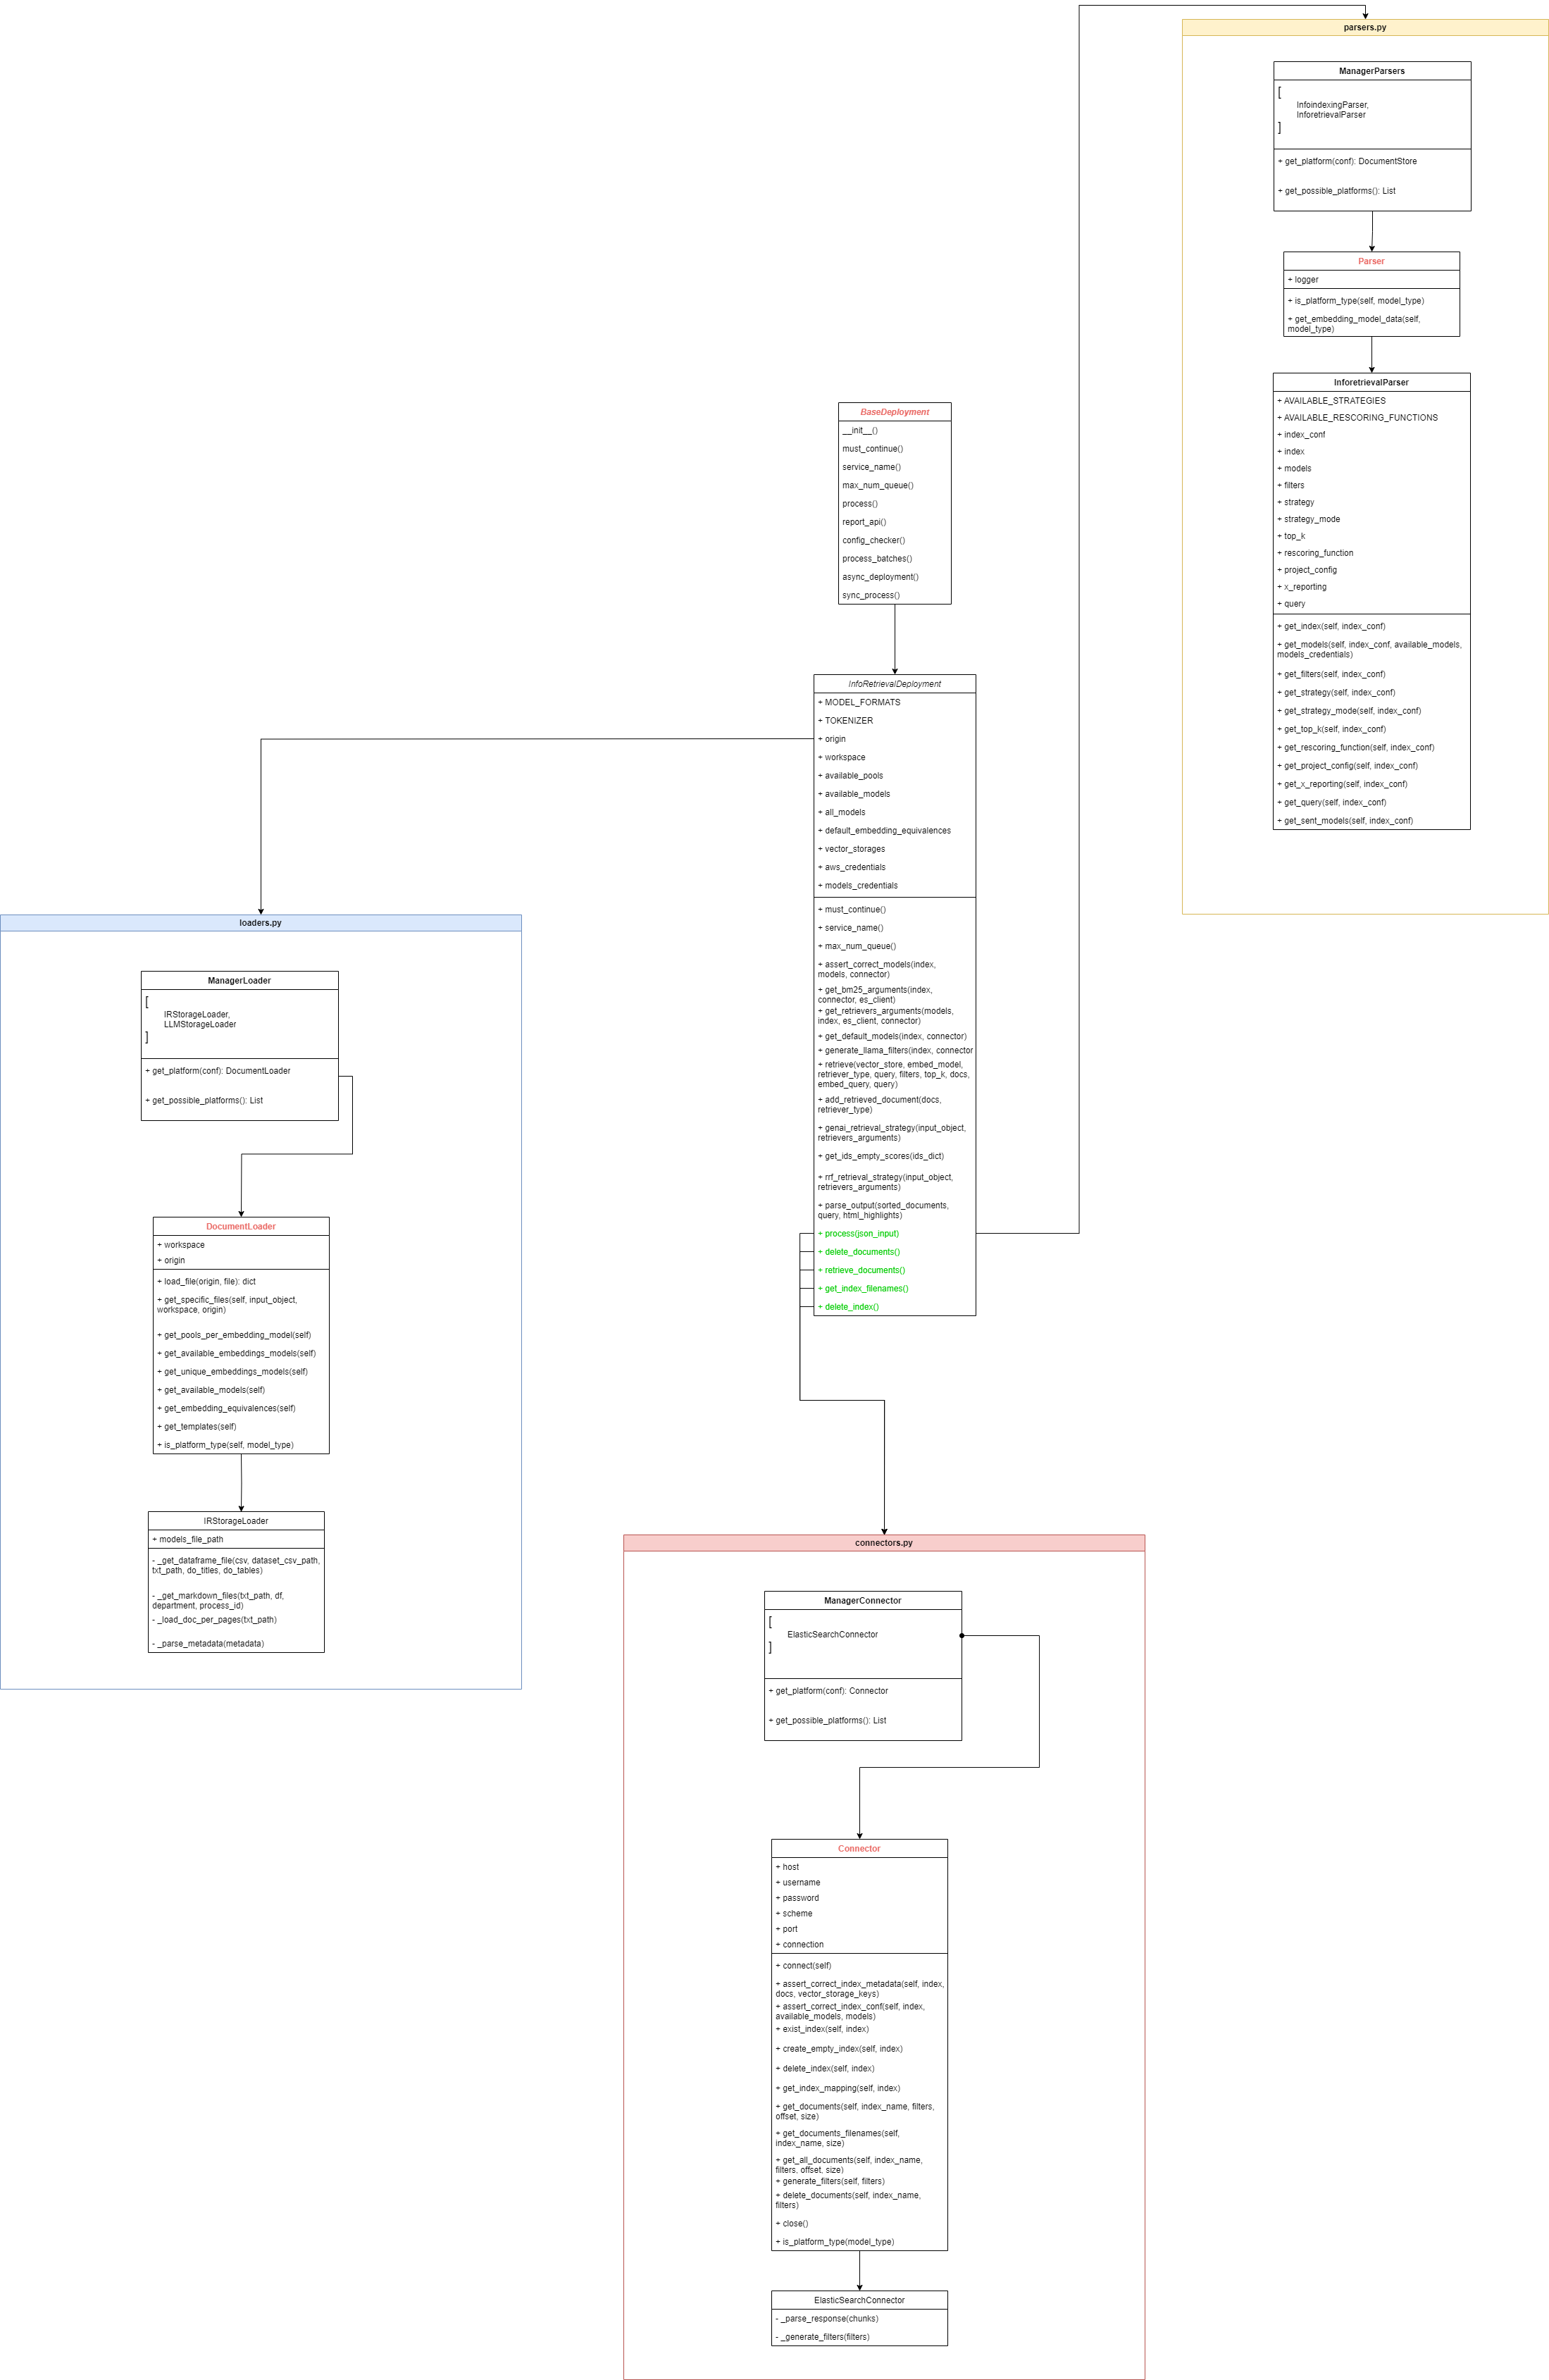 parsers.py
ManagerParsers
[
InfoindexingParser,
InforetrievalParser
]
+ get_platform(conf): DocumentStore
+ get_possible_platforms(): List
Parser
+ logger
+ is_platform_type(self, model_type)
+ get_embedding_model_data(self,
model_type)
InforetrievalParser
+ AVAILABLE_STRATEGIES
+ AVAILABLE_RESCORING_FUNCTIONS
+ index_conf
+ index
+ models
+ filters
+ strategy
+ strategy_mode
+ top_k
+ rescoring_function
+ project_config
+ x_reporting
+ query
+ get_index(self, index_conf)
+ get_models(self, index_conf, available_models,
models_credentials)
+ get_filters(self, index_conf)
+ get_strategy(self, index_conf)
+ get_strategy_mode(self, index_conf)
+ get_top_k(self, index_conf)
+ get_rescoring_function(self, index_conf)
+ get_project_config(self, index_conf)
+ get_x_reporting(self, index_conf)
+ get_query(self, index_conf)
+ get_sent_models(self, index_conf)
BaseDeployment
__init__()
must_continue()
service_name()
max_num_queue()
process()
report_api()
config_checker()
process_batches()
async_deployment()
sync_process()
InfoRetrievalDeployment
+ MODEL_FORMATS
+ TOKENIZER
+ origin
+ workspace
+ available_pools
+ available_models
+ all_models
+ default_embedding_equivalences
+ vector_storages
+ aws_credentials
+ models_credentials
+ must_continue()
+ service_name()
+ max_num_queue()
+ assert_correct_models(index,
models, connector)
+ get_bm25_arguments(index,
connector, es_client)
+ get_retrievers_arguments(models,
index, es_client, connector)
+ get_default_models(index, connector)
+ generate_llama_filters(index, connector
+ retrieve(vector_store, embed_model,
retriever_type, query, filters, top_k, docs,
embed_query, query)
+ add_retrieved_document(docs,
retriever_type)
+ genai_retrieval_strategy(input_object,
retrievers_arguments)
+ get_ids_empty_scores(ids_dict)
+ rrf_retrieval_strategy(input_object,
retrievers_arguments)
+ parse_output(sorted_documents,
query, html_highlights)
+ process(json_input)
+ delete_documents()
+ retrieve_documents()
+ get_index_filenames()
+ delete_index()
loaders.py
ManagerLoader
[
IRStorageLoader,
LLMStorageLoader
]
+ get_platform(conf): DocumentLoader
+ get_possible_platforms(): List
DocumentLoader
+ workspace
+ origin
+ load_file(origin, file): dict
+ get_specific_files(self, input_object,
workspace, origin)
+ get_pools_per_embedding_model(self)
+ get_available_embeddings_models(self)
+ get_unique_embeddings_models(self)
+ get_available_models(self)
+ get_embedding_equivalences(self)
+ get_templates(self)
+ is_platform_type(self, model_type)
IRStorageLoader
+ models_file_path
- _get_dataframe_file(csv, dataset_csv_path,
txt_path, do_titles, do_tables)
- _get_markdown_files(txt_path, df,
department, process_id)
- _load_doc_per_pages(txt_path)
- _parse_metadata(metadata)
connectors.py
ManagerConnector
[
ElasticSearchConnector
]
+ get_platform(conf): Connector
+ get_possible_platforms(): List
Connector
+ host
+ username
+ password
+ scheme
+ port
+ connection
+ connect(self)
+ assert_correct_index_metadata(self, index,
docs, vector_storage_keys)
+ assert_correct_index_conf(self, index,
available_models, models)
+ exist_index(self, index)
+ create_empty_index(self, index)
+ delete_index(self, index)
+ get_index_mapping(self, index)
+ get_documents(self, index_name, filters,
offset, size)
+ get_documents_filenames(self,
index_name, size)
+ get_all_documents(self, index_name,
filters, offset, size)
+ generate_filters(self, filters)
+ delete_documents(self, index_name,
filters)
+ close()
+ is_platform_type(model_type)
ElasticSearchConnector
- _parse_response(chunks)
- _generate_filters(filters)